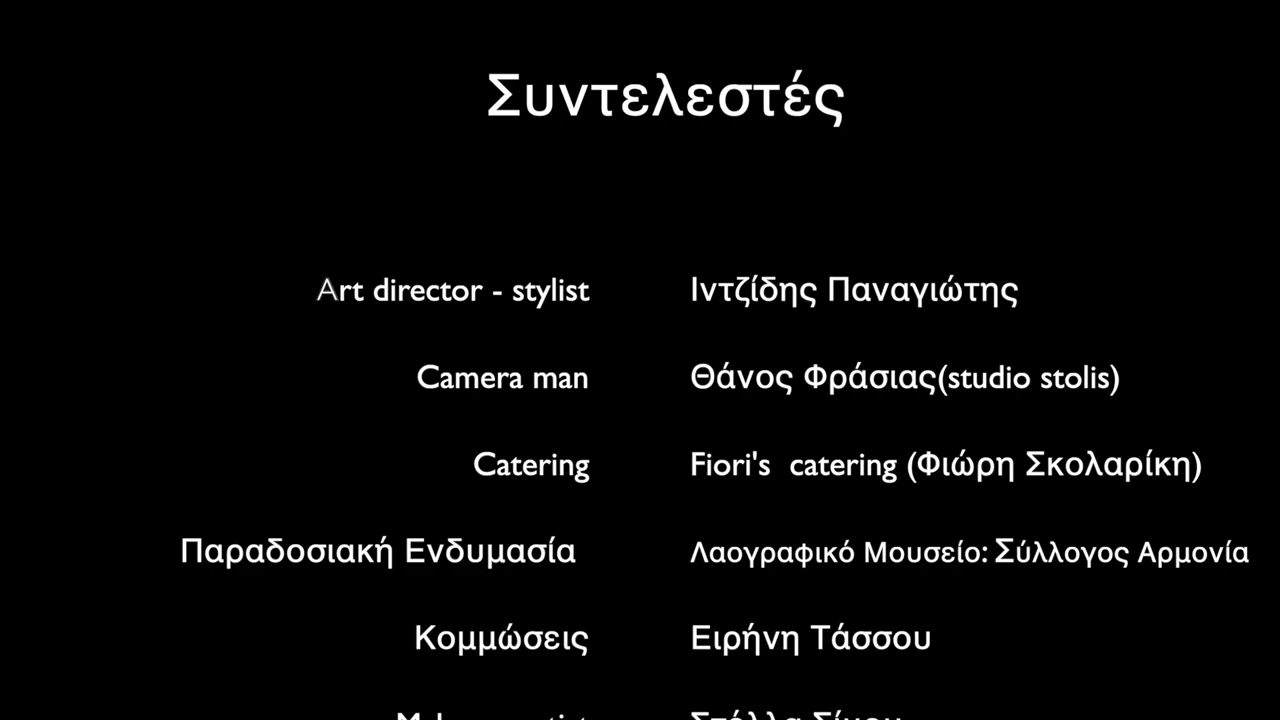 Συντελεστές
Art director - stylist Ιντζίδης Παναγιώτης
Camera man Θάνος Φράσιας(studio stolis)
Catering Fiori's catering (Φιώρη Σκολαρίκη)
Παραδοσιακή Ενδυμασία Λαογραφικό Μουσείο: Σύλλογος Αρμονία
Κομμώσεις Ειρήνη Τάσσου